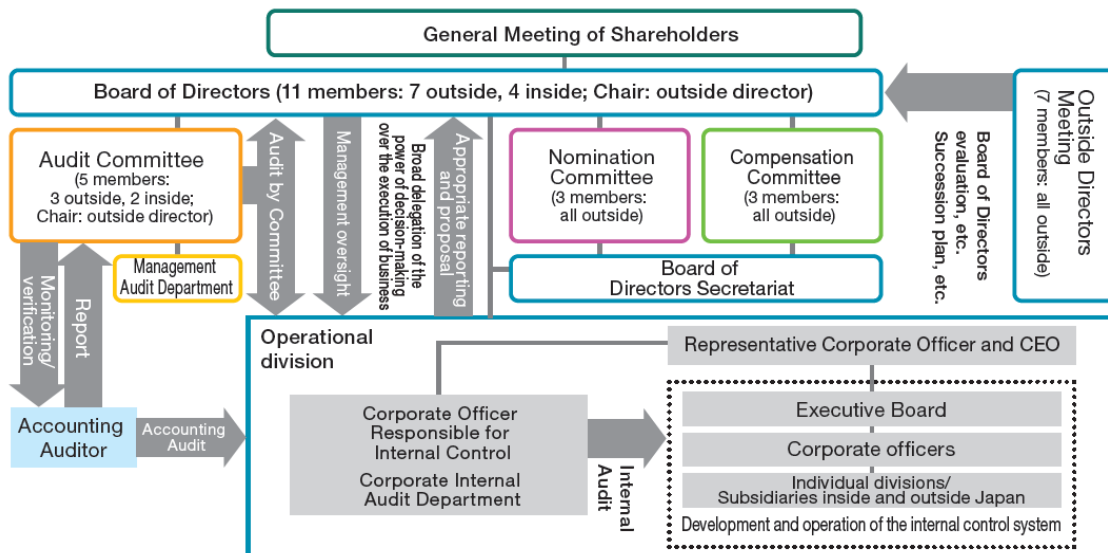 General Meeting of Shareholders
Board of Directors (11 members: 7 outside, 4 inside; Chair: outside director)
Audit Committee
(5 members:
3 outside, 2 inside;
Chair: outside director)
Management
Audit Department
Audit by Committee
Management oversight
Broad delegation of the
power of decision-making
over the execution of business
Appropriate reporting
and proposal
Nomination
Committee
(3 members:
all outside)
Compensation
Committee
(3 members:
all outside)
Board of
Directors Secretariat
Board of Directors
evaluation, etc.
Succession plan, etc.
Outside Directors
Meeting
(7 members: all outside)
Monitoring/
verification
Report
Accounting
Auditor
Accounting
Audit
Operational
division
Representative Corporate Officer and CEO
Corporate Officer
Responsible for
Internal Control
Corporate Internal
Audit Department
Internal
Audit
Executive Board
Corporate officers
Individual divisions/
Subsidiaries inside and outside Japan
Development and operation of the internal control system